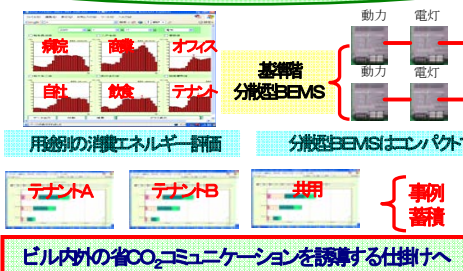 動力 電灯
病院 商業 オフィス
自社 飲食 テナント
基準階
分散型BEMS
動力 電灯
用途別の消費エネルギー評価
分散型BEMSはコンパクト
テナントA テナントB 共用
事例
蓄積
ビル内外の省CO2コミュニケーションを誘導する仕掛けへ